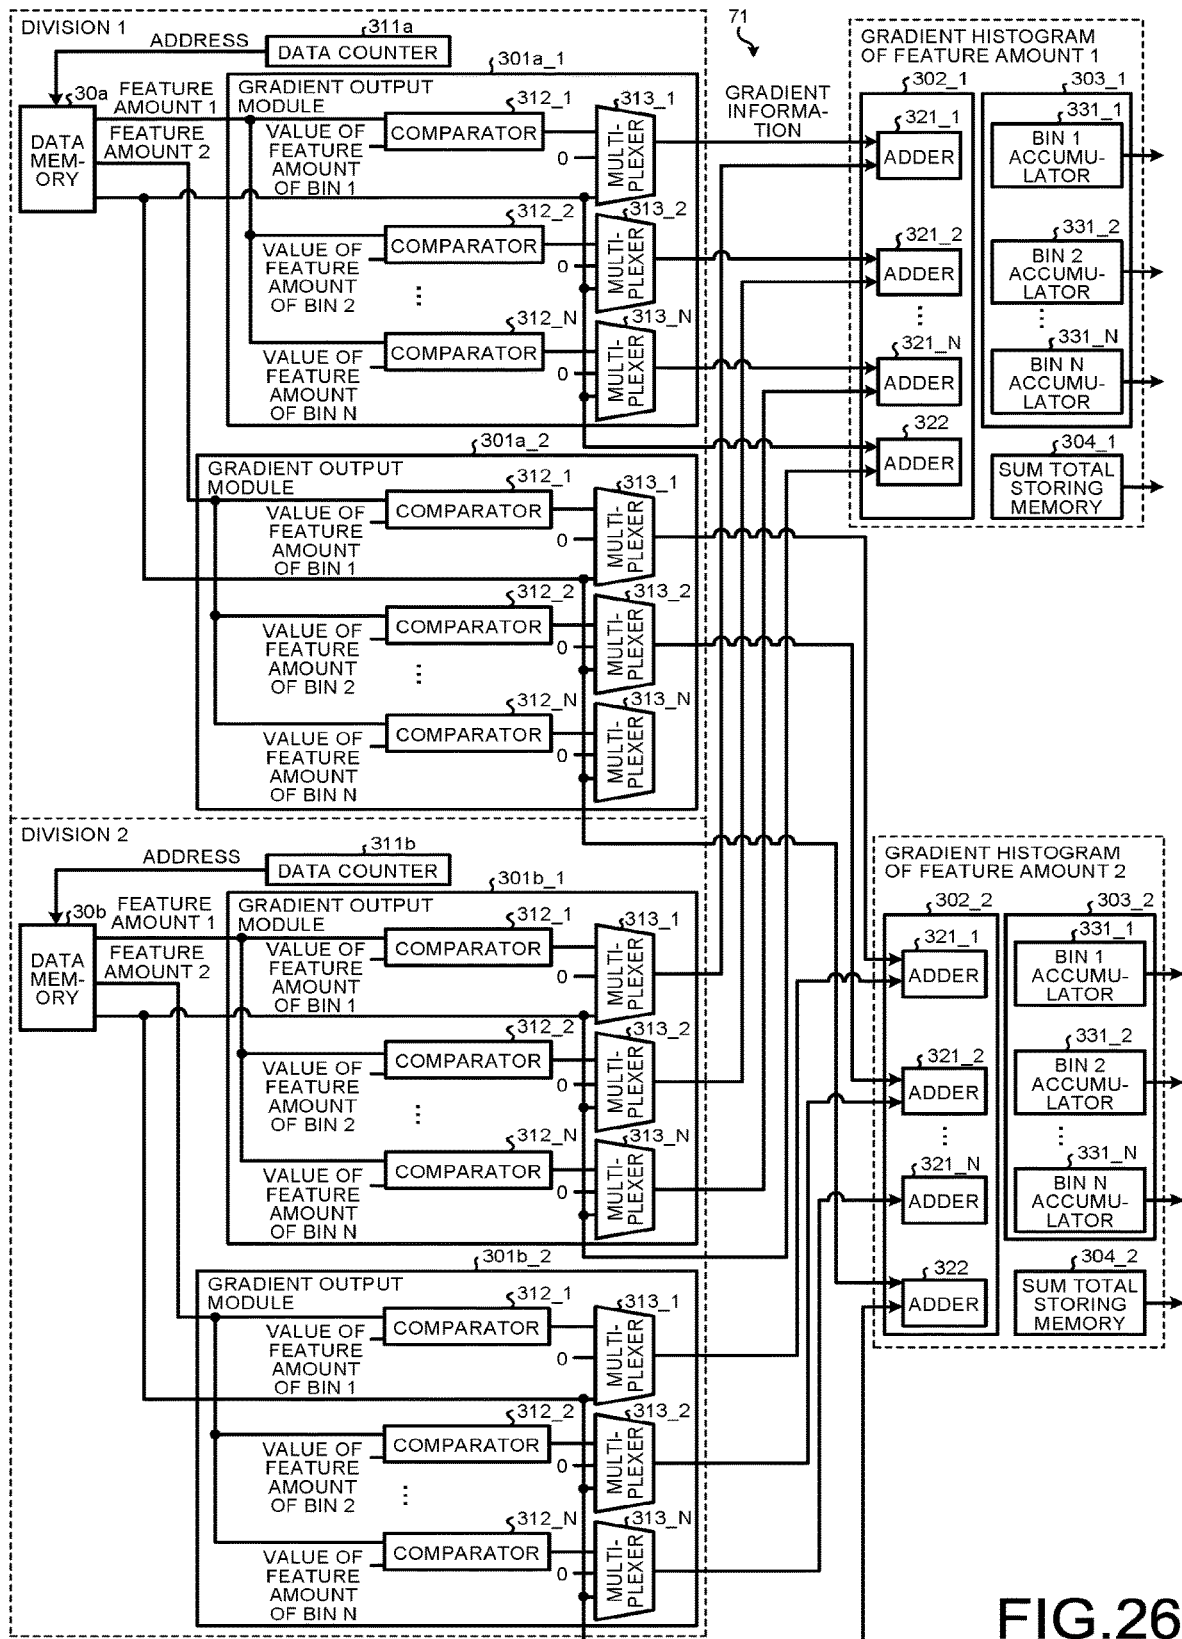 DIVISION 1
311a
ADDRESS
DATA COUNTER
30a
DATA
MEM-
ORY
FEATURE
AMOUNT 1
FEATURE
AMOUNT 2
301a_1
GRADIENT OUTPUT
MODULE
312_1
COMPARATOR
VALUE OF
FEATURE
AMOUNT
OF BIN 1
0
313_1
MULTI-
PLEXER
312_2
COMPARATOR
VALUE OF
FEATURE
AMOUNT
OF BIN 2
...
0
313_2
MULTI-
PLEXER
312_N
COMPARATOR
VALUE OF
FEATURE
AMOUNT
OF BIN N
0
313_N
MULTI-
PLEXER
301a_2
GRADIENT OUTPUT
MODULE
312_1
COMPARATOR
VALUE OF
FEATURE
AMOUNT
OF BIN 1
0
313_1
MULTI-
PLEXER
312_2
COMPARATOR
VALUE OF
FEATURE
AMOUNT
OF BIN 2
...
0
313_2
MULTI-
PLEXER
312_N
COMPARATOR
VALUE OF
FEATURE
AMOUNT
OF BIN N
0
313_N
MULTI-
PLEXER
71
GRADIENT
INFORMA-
TION
GRADIENT HISTOGRAM
OF FEATURE AMOUNT 1
302_1
321_1
ADDER
321_2
ADDER
...
321_N
ADDER
322
ADDER
303_1
331_1
BIN 1
ACCUMU-
LATOR
331_2
BIN 2
ACCUMU-
LATOR
...
331_N
BIN N
ACCUMU-
LATOR
304_1
SUM TOTAL
STORING
MEMORY
DIVISION 2
311b
ADDRESS
DATA COUNTER
30b
DATA
MEM-
ORY
FEATURE
AMOUNT 1
FEATURE
AMOUNT 2
301b_1
GRADIENT OUTPUT
MODULE
312_1
COMPARATOR
VALUE OF
FEATURE
AMOUNT
OF BIN 1
0
313_1
MULTI-
PLEXER
312_2
COMPARATOR
VALUE OF
FEATURE
AMOUNT
OF BIN 2
...
0
313_2
MULTI-
PLEXER
312_N
COMPARATOR
VALUE OF
FEATURE
AMOUNT
OF BIN N
0
313_N
MULTI-
PLEXER
301b_2
GRADIENT OUTPUT
MODULE
312_1
COMPARATOR
VALUE OF
FEATURE
AMOUNT
OF BIN 1
0
313_1
MULTI-
PLEXER
312_2
COMPARATOR
VALUE OF
FEATURE
AMOUNT
OF BIN 2
...
0
313_2
MULTI-
PLEXER
312_N
COMPARATOR
VALUE OF
FEATURE
AMOUNT
OF BIN N
0
313_N
MULTI-
PLEXER
GRADIENT HISTOGRAM
OF FEATURE AMOUNT 2
302_2
321_1
ADDER
321_2
ADDER
...
321_N
ADDER
322
ADDER
303_2
331_1
BIN 1
ACCUMU-
LATOR
331_2
BIN 2
ACCUMU-
LATOR
...
331_N
BIN N
ACCUMU-
LATOR
304_2
SUM TOTAL
STORING
MEMORY
FIG.26